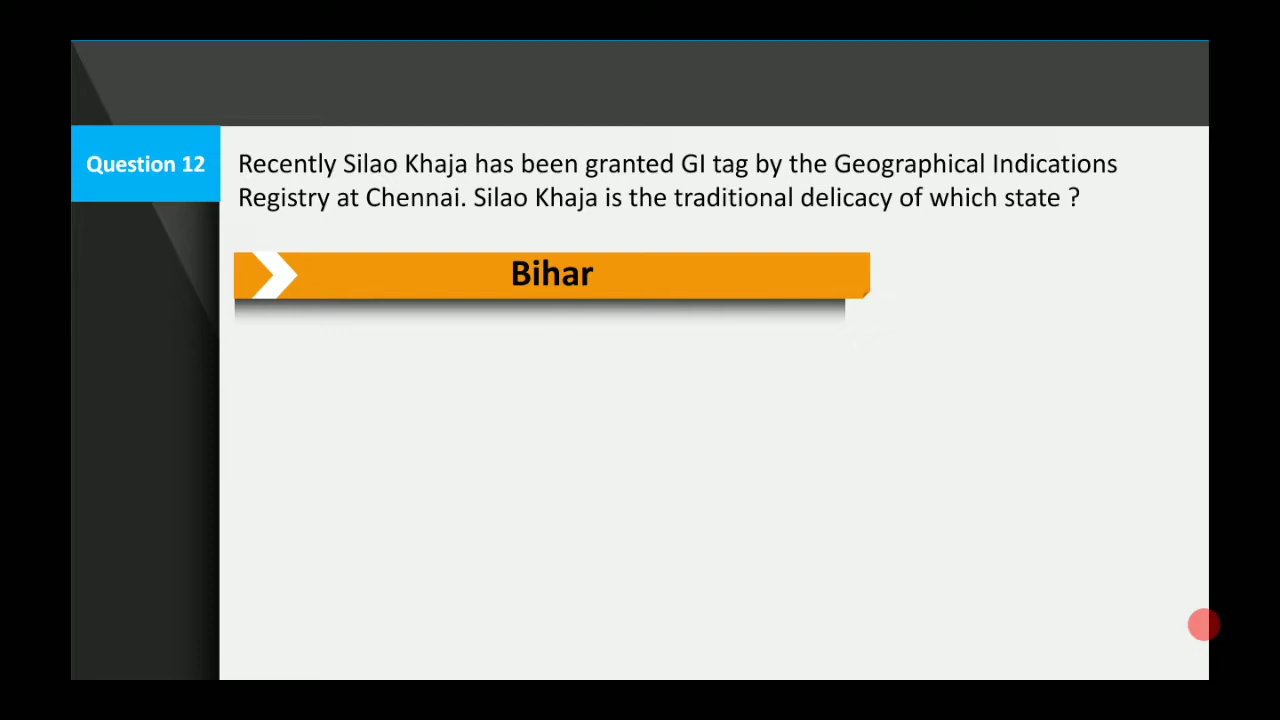 Question 12
Recently Silao Khaja has been granted GI tag by the Geographical Indications
Registry at Chennai. Silao Khaja is the traditional delicacy of which state ?
Bihar